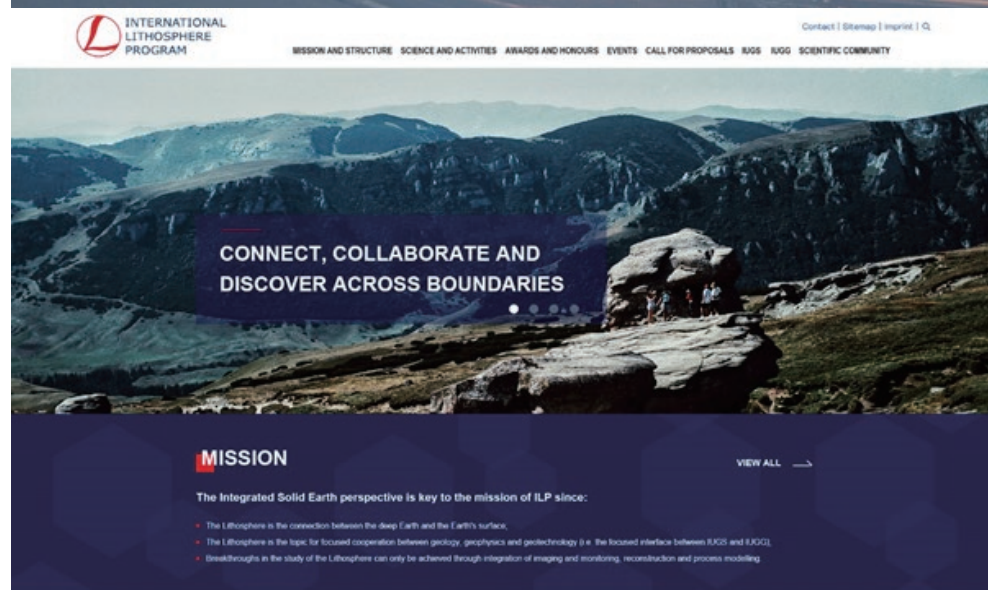 INTERNATIONAL
LITHOSPHERE
PROGRAM
Contact | Sitemap | Imprint |
MISSION AND STRUCTURE SCIENCE AND ACTIVITIES AWARDS AND HONOURS EVENTS CALL FOR PROPOSALS IUGS IUGG SCIENTIFIC COMMUNITY
CONNECT, COLLABORATE AND
DISCOVER ACROSS BOUNDARIES
MISSION
VIEW ALL
The Integrated Solid Earth perspective is key to the mission of ILP since:
The Lithosphere is the connection between the deep Earth and the Earth's surface,
The Lithosphere is the topic for focused cooperation between geology, geophysics and geotechnology (i.e. the focused interface between IUGS and IUGG),
Breakthroughs in the study of the Lithosphere can only be achieved through integration of imaging and monitoring, reconstruction and process modelling.